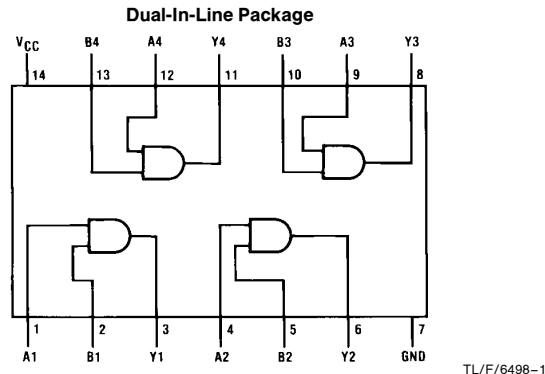 Dual-In-Line Package
VCC B4 A4 Y4 B3 A3 Y3
14 13 12 11 10 9 8
1 2 3 4 5 6 7
A1 B1 Y1 A2 B2 Y2 GND
TL/F/6498–1